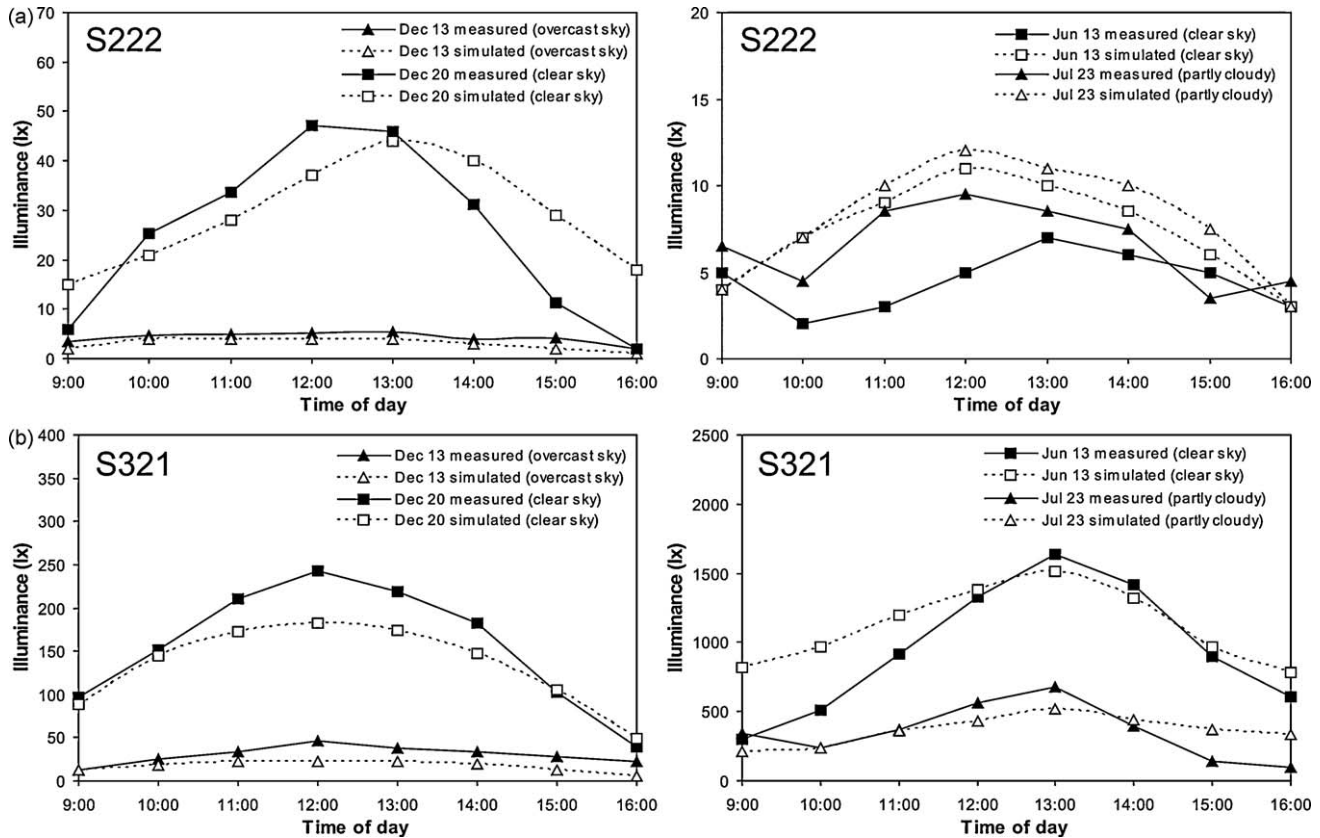 (a)
S222
Dec 13 measured (overcast sky)
Dec 13 simulated (overcast sky)
Dec 20 measured (clear sky)
Dec 20 simulated (clear sky)
Illuminance (lx)
70
60
50
40
30
20
10
0
9:00 10:00 11:00 12:00 13:00 14:00 15:00 16:00
Time of day
S222
Jun 13 measured (clear sky)
Jun 13 simulated (clear sky)
Jul 23 measured (partly cloudy)
Jul 23 simulated (partly cloudy)
Illuminance (lx)
20
15
10
5
0
9:00 10:00 11:00 12:00 13:00 14:00 15:00 16:00
Time of day
(b)
S321
Dec 13 measured (overcast sky)
Dec 13 simulated (overcast sky)
Dec 20 measured (clear sky)
Dec 20 simulated (clear sky)
Illuminance (lx)
400
350
300
250
200
150
100
50
0
9:00 10:00 11:00 12:00 13:00 14:00 15:00 16:00
Time of day
S321
Jun 13 measured (clear sky)
Jun 13 simulated (clear sky)
Jul 23 measured (partly cloudy)
Jul 23 simulated (partly cloudy)
Illuminance (lx)
2500
2000
1500
1000
500
0
9:00 10:00 11:00 12:00 13:00 14:00 15:00 16:00
Time of day